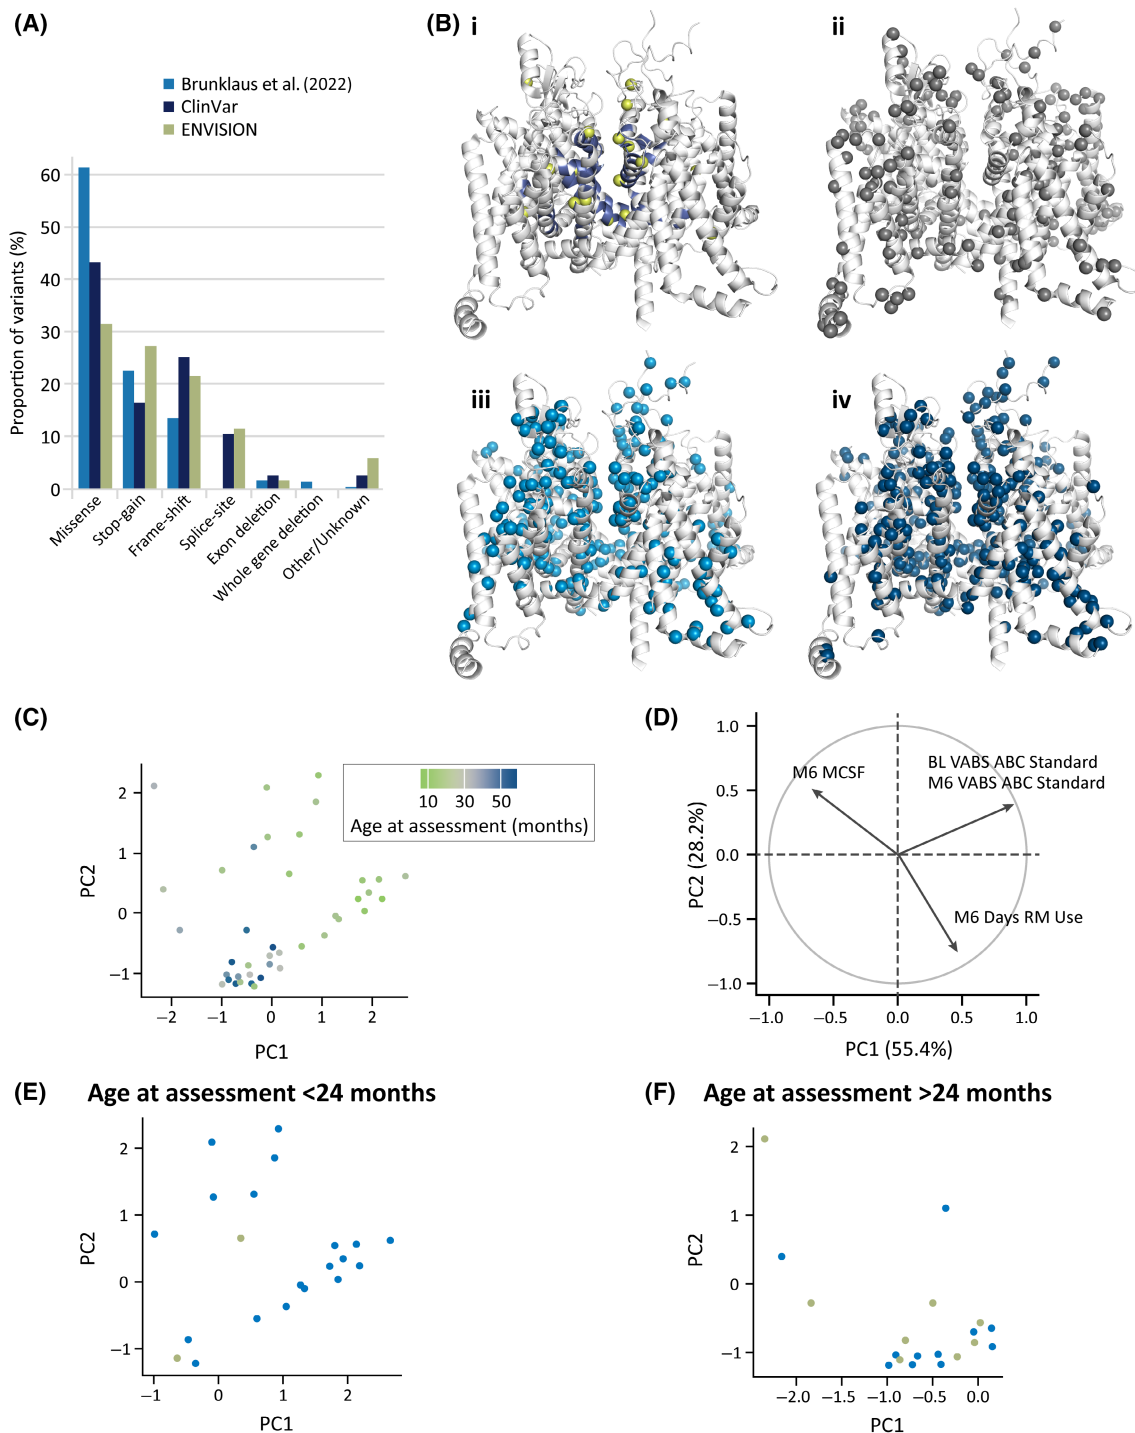 (A)
Brunklaus et al. (2022)
ClinVar
ENVISION
Proportion of variants (%)
60
50
40
30
20
10
0
Missense
Stop-gain
Frame-shift
Splice-site
Exon deletion
Whole gene deletion
Other/Unknown
(B)
i
ii
iii
iv
(C)
PC2
2
1
0
−1
−2
−1
0
1
2
PC1
10
30
50
Age at assessment (months)
(D)
PC2 (28.2%)
1.0
0.5
0.0
−0.5
−1.0
M6 MCSF
BL VABS ABC Standard
M6 VABS ABC Standard
M6 Days RM Use
−1.0
−0.5
0.0
0.5
1.0
PC1 (55.4%)
(E)
Age at assessment <24 months
PC2
2
1
0
−1
−1
0
1
2
PC1
(F)
Age at assessment >24 months
PC2
2
1
0
−1
−2.0
−1.5
−1.0
−0.5
0.0
PC1